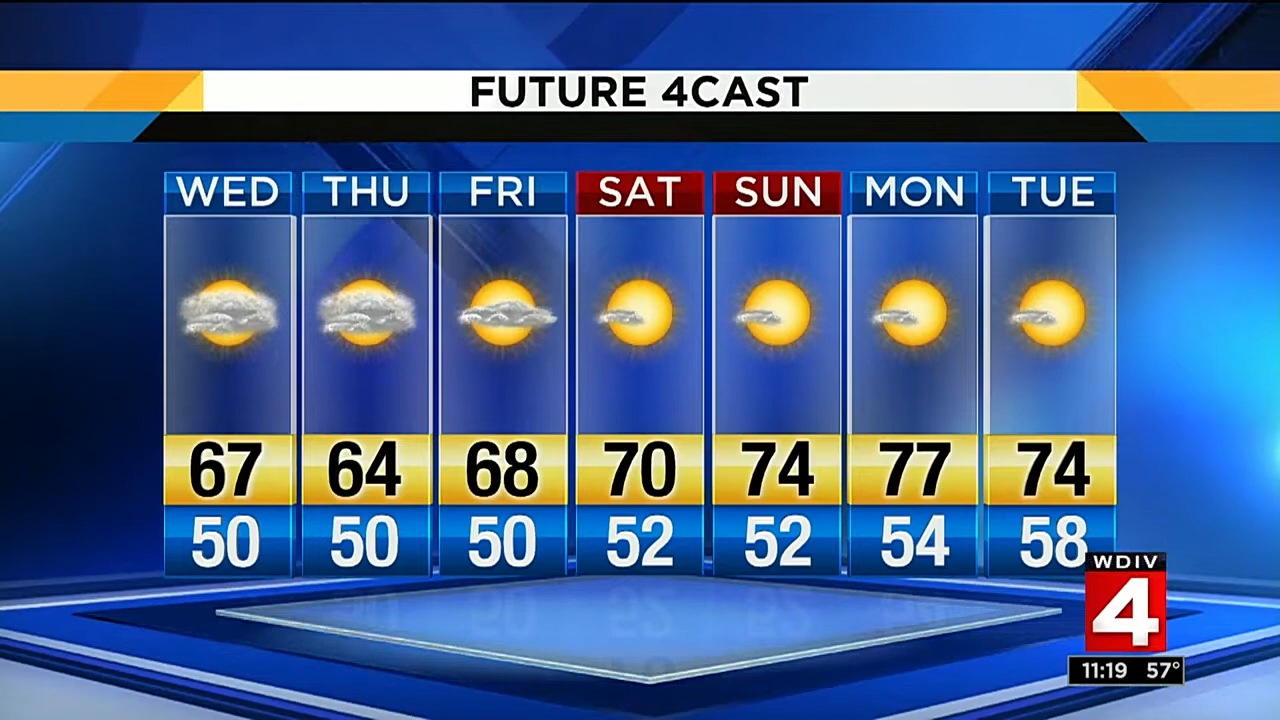 FUTURE 4CAST
WED THU FRI SAT SUN MON TUE
67 64 68 70 74 77 74
50 50 50 52 52 54 58
WDIV
4
11:19 57°